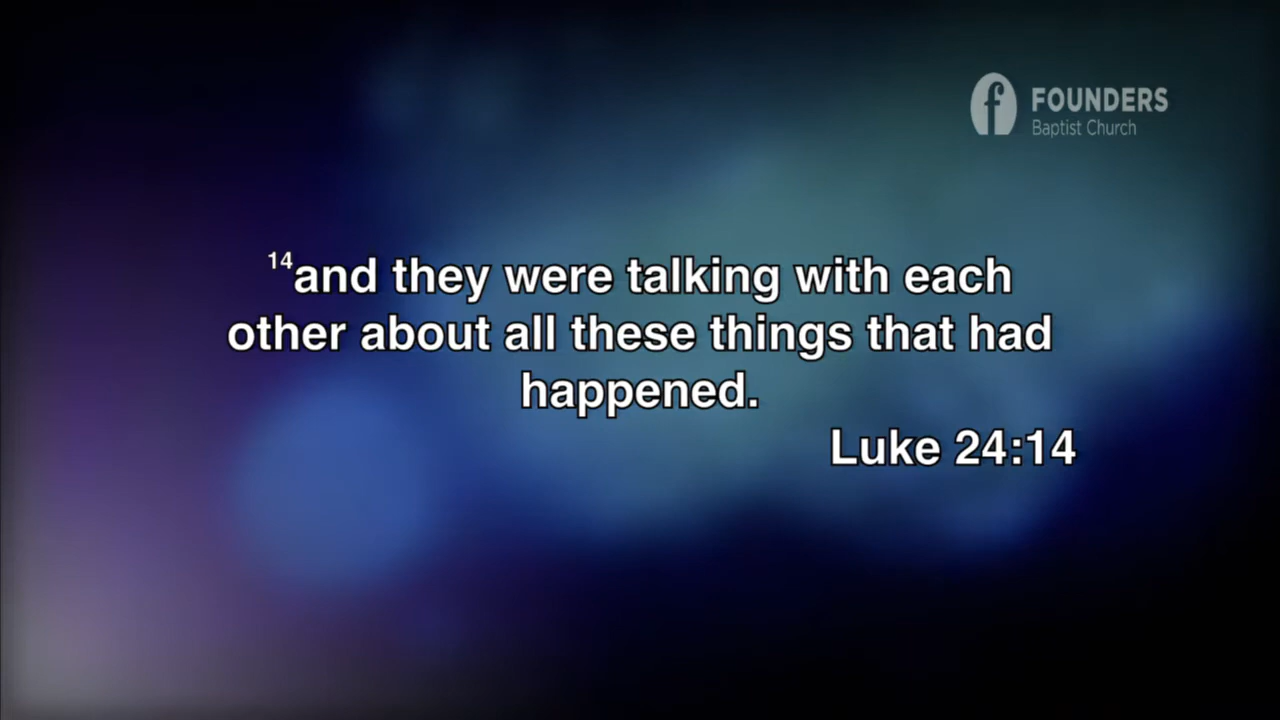 FOUNDERS
Baptist Church
14and they were talking with each
other about all these things that had
happened.
Luke 24:14